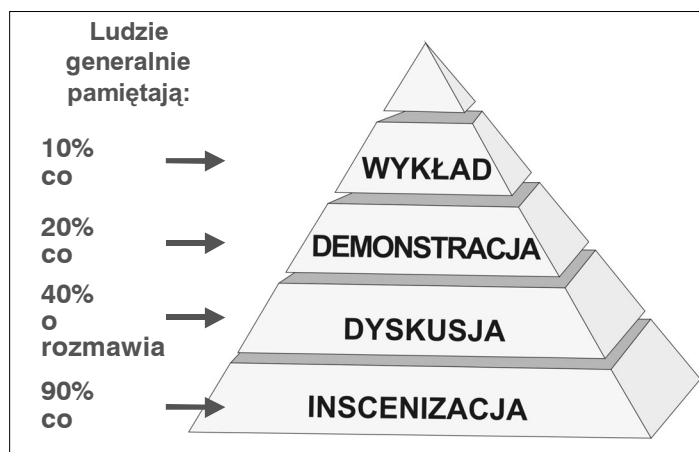 Ludzie
generalnie
pamiętają:
10%
co
WYKŁAD
20%
co
DEMONSTRACJA
40%
o
rozmawia
DYSKUSJA
90%
co
INSCENIZACJA